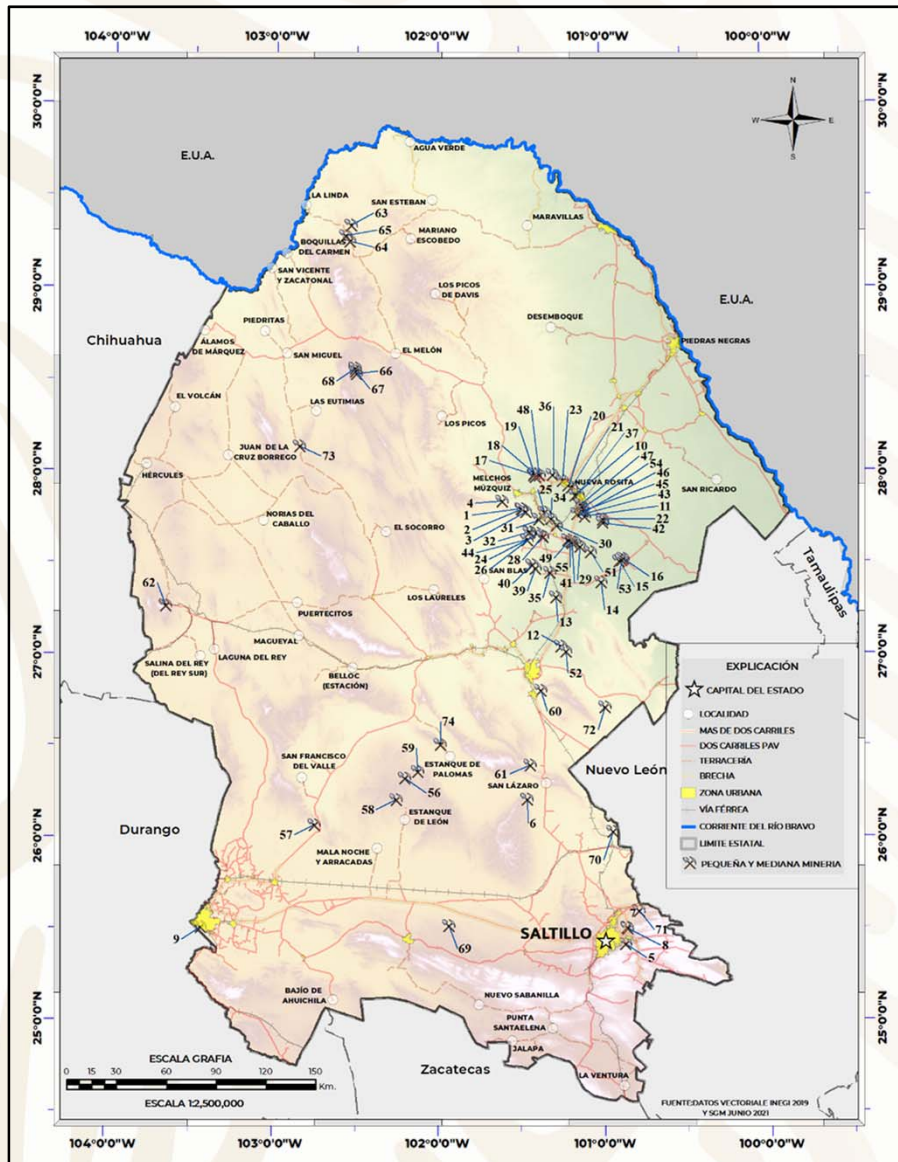 104°0'0"W 103°0'0"W 102°0'0"W 101°0'0"W 100°0'0"W
30°0'0"N
30°0'0"N
N
W E
S
E.U.A.
AGUA VERDE
LA LINDA
SAN ESTEBAN
63
65
64
MARIANO
ESCOBEDO
MARAVILLAS
BOQUILLAS
DEL CARMEN
SAN VICENTE
Y ZACATONAL
29°0'0"N
29°0'0"N
LOS PICOS
DE DAVIS
E.U.A.
Chihuahua
PIEDRITAS
DESEMBOQUE
ÁLAMOS
DE MÁRQUEZ
SAN MIGUEL
EL MELÓN
PIEDRAS NEGRAS
66
68
67
EL VOLCÁN
LAS EUTIMIAS
LOS PICOS
48
36
23
20
21
37
19
10
18
47
54
17
46
45
43
11
22
42
JUAN DE LA
CRUZ BORREGO
73
HÉRCULES
28°0'0"N
28°0'0"N
MELCHOS
MÚZQUIZ
NUEVA ROSITA
SAN RICARDO
25
34
4
1
2
3
31
32
30
NORIAS DEL
CABALLO
EL SOCORRO
44
24
26
28
49
55
51
SAN BLAS
40
39
35
41
29
53
15
16
14
13
Tamaulipas
62
PUERTECITOS
LOS LAURELES
MAGUEYAL
12
52
27°0'0"N
27°0'0"N
SALINA DEL REY
(DEL REY SUR)
LAGUNA DEL REY
BELLOC
(ESTACIÓN)
60
72
EXPLICACIÓN
CAPITAL DEL ESTADO
LOCALIDAD
MAS DE DOS CARRILES
DOS CARRILES PAV
TERRACERÍA
BRECHA
ZONA URBANA
VÍA FÉRREA
CORRIENTE DEL RÍO BRAVO
LIMITE ESTATAL
PEQUEÑA Y MEDIANA MINERIA
74
59
SAN FRANCISCO
DEL VALLE
ESTANQUE DE
PALOMAS
61
SAN LÁZARO
Nuevo León
56
58
ESTANQUE
DE LEÓN
6
57
Durango
26°0'0"N
26°0'0"N
MALA NOCHE
Y ARRACADAS
70
9
69
SALTILLO
7
71
8
5
BAJÍO DE
AHUICHILA
NUEVO SABANILLA
25°0'0"N
25°0'0"N
PUNTA
SANTAELENA
JALAPA
ESCALA GRAFIA
0 15 30 60 90 120 150
Km.
ESCALA 1:2,500,000
Zacatecas
LA VENTURA
FUENTE:DATOS VECTORIALE INEGI 2019
Y SGM JUNIO 2021
104°0'0"W 103°0'0"W 102°0'0"W 101°0'0"W 100°0'0"W